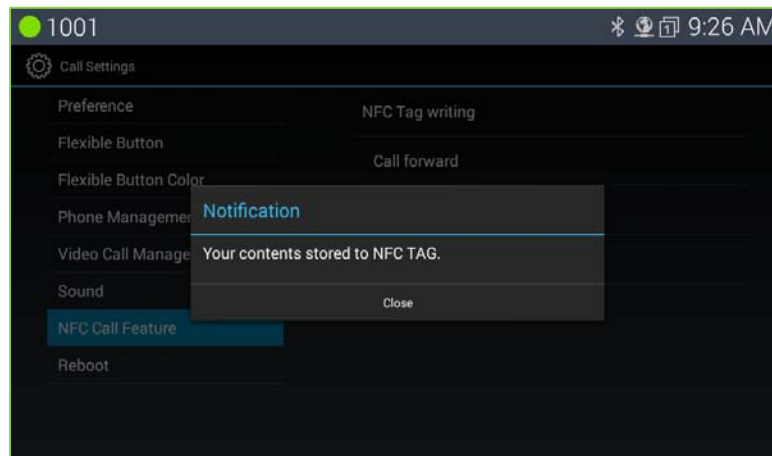 1001 9:26 AM
Call Settings
Preference
NFC Tag writing
Flexible Button
Call forward
Flexible Button Color
Phone Managemen
Notification
Video Call Manage
Your contents stored to NFC TAG.
Sound
Close
NFC Call Feature
Reboot